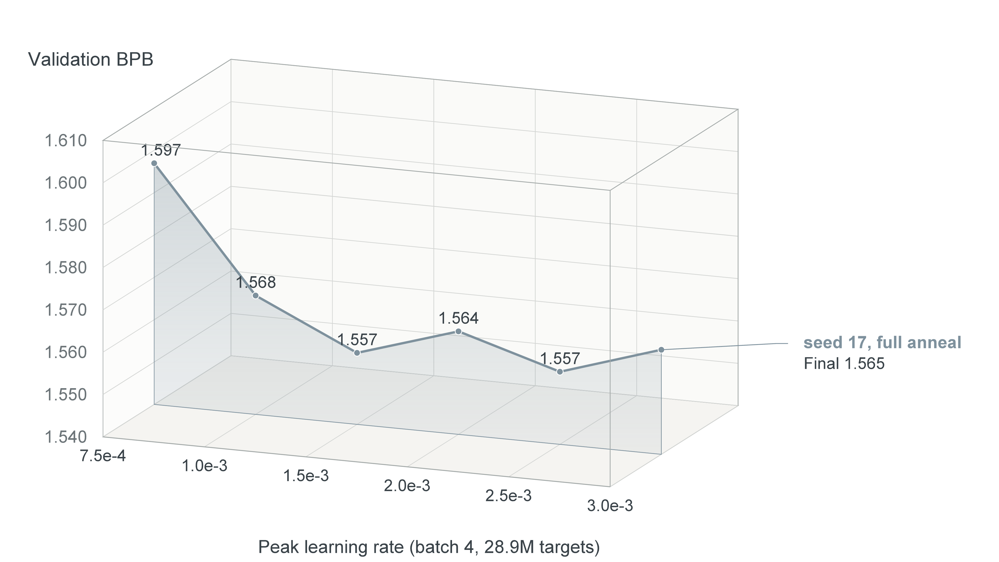 Validation BPB
1.610
1.600
1.590
1.580
1.570
1.560
1.550
1.540
1.597
1.568
1.557
1.564
1.557
seed 17, full anneal
Final 1.565
7.5e-4
1.0e-3
1.5e-3
2.0e-3
2.5e-3
3.0e-3
Peak learning rate (batch 4, 28.9M targets)